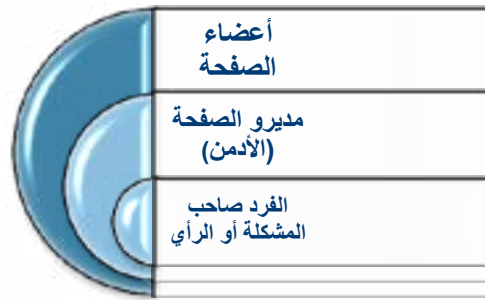 أعضاء
الصفحة
مديرو الصفحة
(الأدمن)
الفرد صاحب
المشكلة أو الرأي